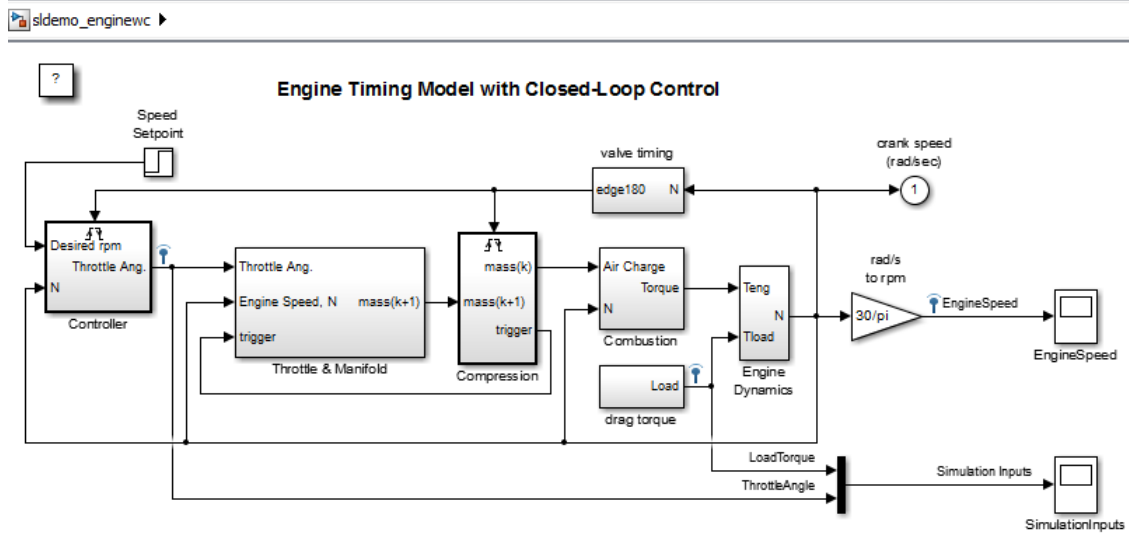 sldemo_enginewc
?
Engine Timing Model with Closed-Loop Control
Speed
Setpoint
valve timing
edge180 N
crank speed
(rad/sec)
1
Desired rpm
Throttle Ang.
N
Controller
Throttle Ang.
Engine Speed, N
mass(k+1)
trigger
Throttle & Manifold
mass(k)
mass(k+1)
trigger
Compression
Air Charge
Torque
N
Combustion
Load
drag torque
Teng
N
Tload
Engine
Dynamics
rad/s
to rpm
30/pi
EngineSpeed
EngineSpeed
LoadTorque
ThrottleAngle
Simulation Inputs
SimulationInputs